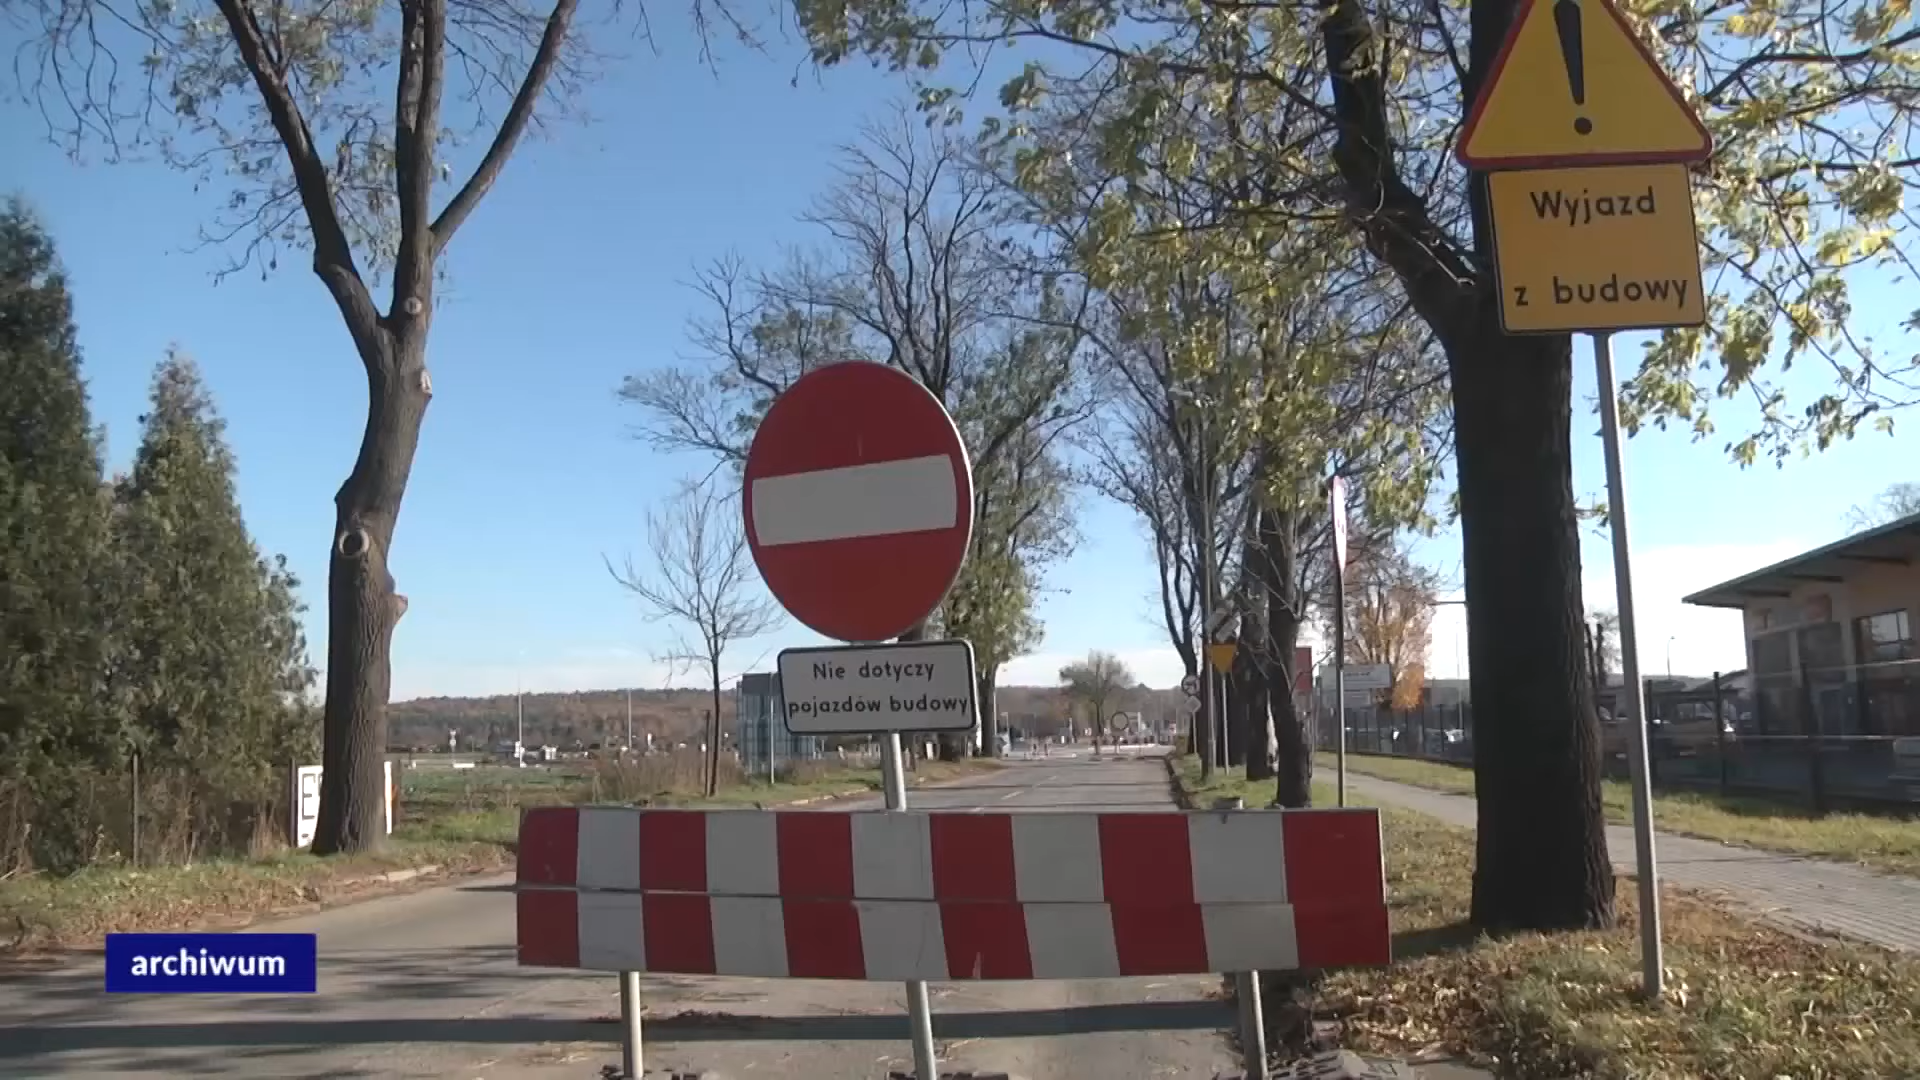 Wyjazd
z budowy
Nie dotyczy
pojazdów budowy
archiwum